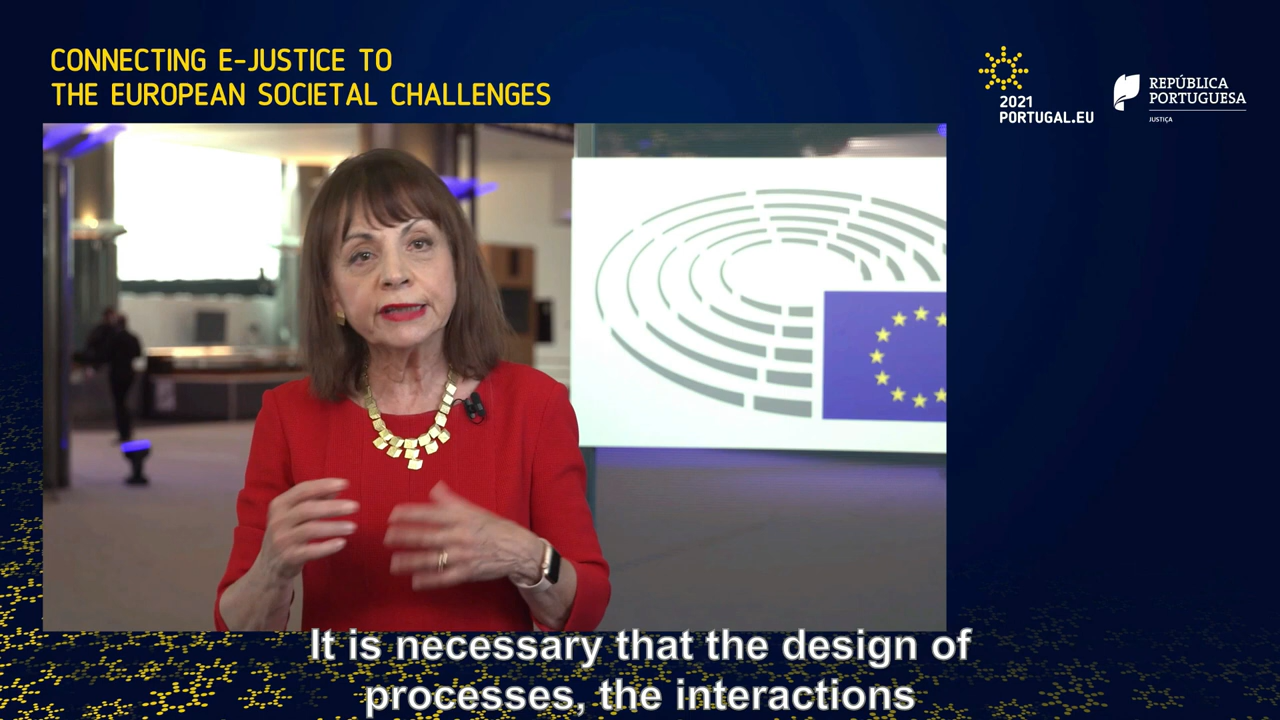 CONNECTING E-JUSTICE TO
THE EUROPEAN SOCIETAL CHALLENGES
2021
PORTUGAL.EU
REPÚBLICA
PORTUGUESA
JUSTIÇA
It is necessary that the design of
processes, the interactions